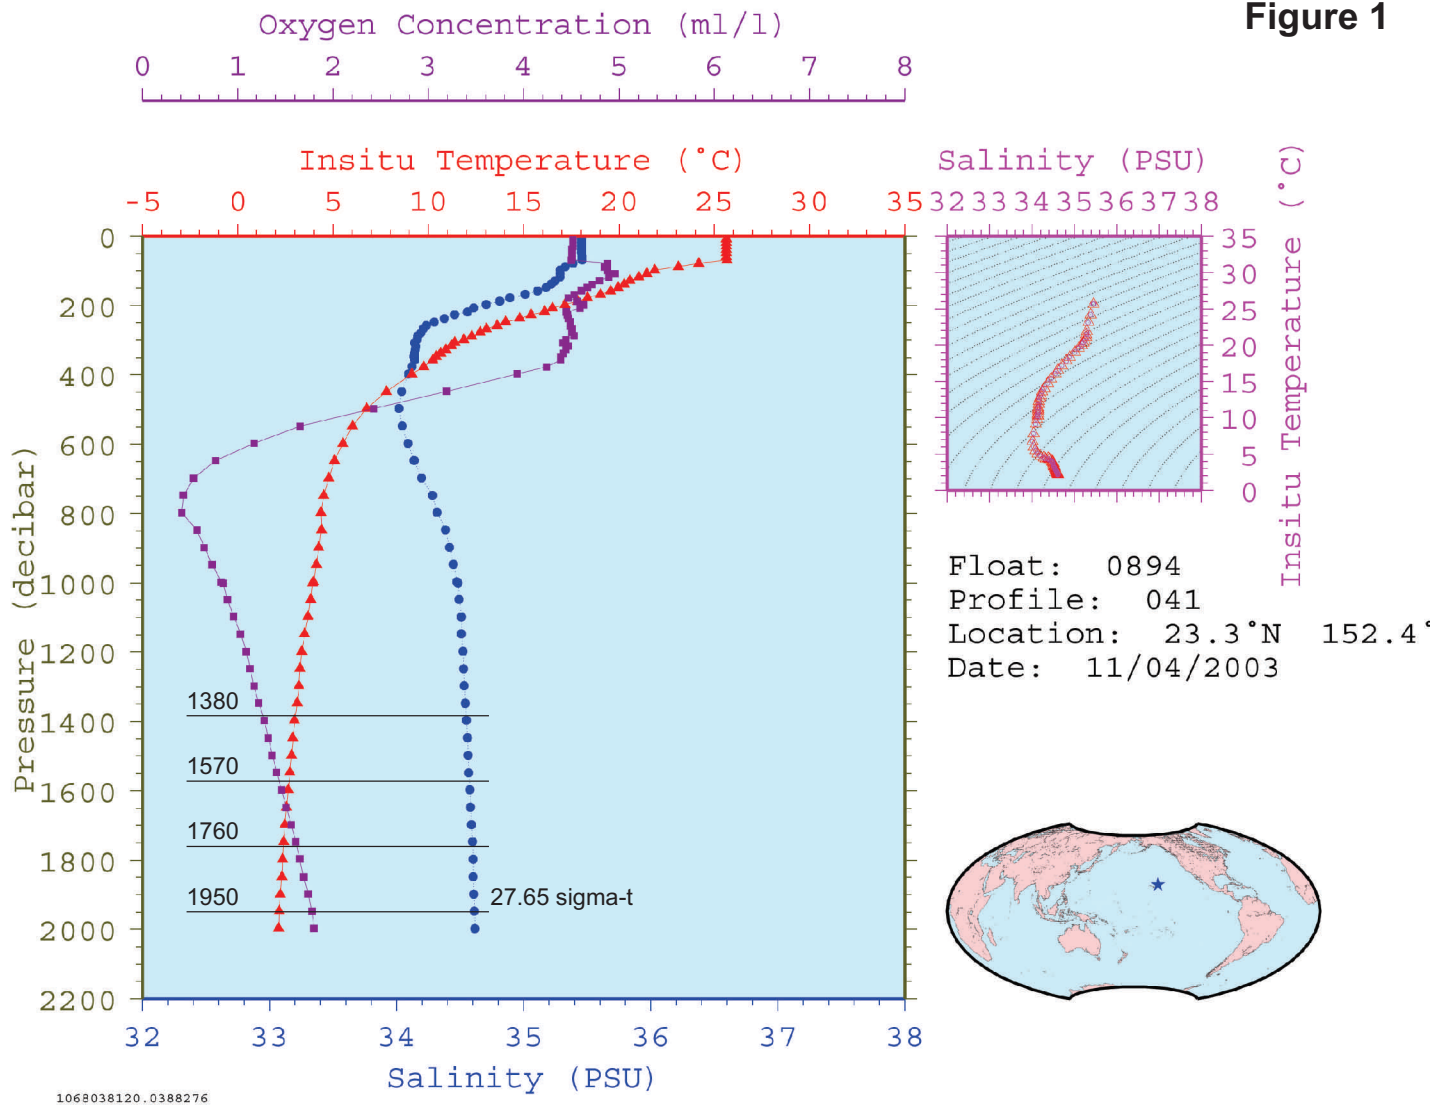 Figure 1
Oxygen Concentration (ml/l)
0 1 2 3 4 5 6 7 8
Insitu Temperature (°C)
-5 0 5 10 15 20 25 30 35
Salinity (PSU)
32 33 34 35 36 37 38
0
200
400
600
800
1000
1200
1400
1600
1800
2000
2200
Pressure (decibar)
1380
1570
1760
1950
27.65 sigma-t
32 33 34 35 36 37 38
Salinity (PSU)
35
30
25
20
15
10
5
0
Insitu Temperature (°C)
Float: 0894
Profile: 041
Location: 23.3°N 152.4°
Date: 11/04/2003
1068038120.0388276